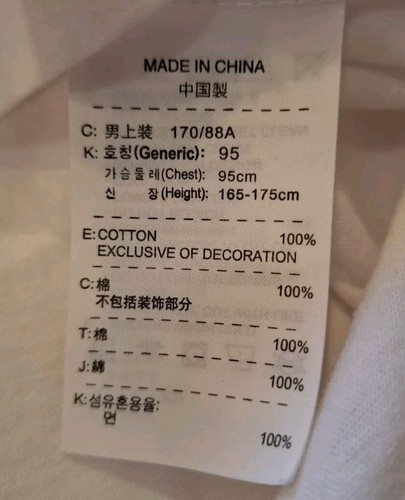 MADE IN CHINA
中国製
C: 男上装 170/88A
K: 호칭(Generic): 95
가슴둘레(Chest): 95cm
신 장(Height): 165-175cm
E: COTTON 100%
EXCLUSIVE OF DECORATION
C: 棉 100%
不包括装饰部分
T: 棉 100%
J: 綿 100%
K: 섬유혼용율:
면
100%